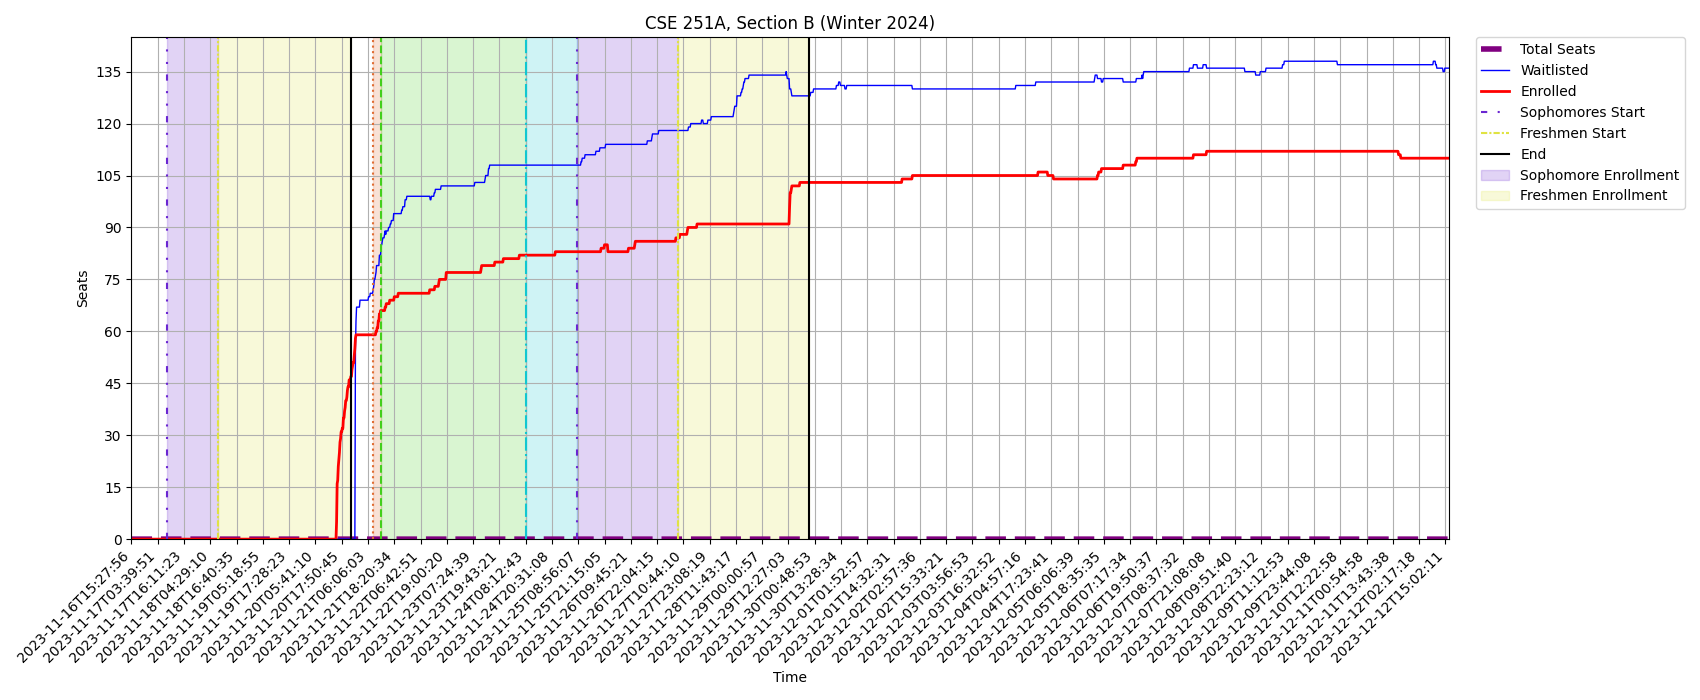 CSE 251A, Section B (Winter 2024)
Total Seats
Waitlisted
Enrolled
Sophomores Start
Freshmen Start
End
Sophomore Enrollment
Freshmen Enrollment
Seats
135
120
105
90
75
60
45
30
15
0
2023-11-16T15:27:56
2023-11-17T03:39:51
2023-11-17T16:11:23
2023-11-18T04:29:10
2023-11-18T16:40:35
2023-11-19T05:18:55
2023-11-19T17:28:23
2023-11-20T05:41:10
2023-11-20T17:50:45
2023-11-21T06:06:03
2023-11-21T18:20:34
2023-11-22T06:42:51
2023-11-22T19:00:20
2023-11-23T07:24:39
2023-11-23T19:43:21
2023-11-24T08:12:43
2023-11-24T20:31:08
2023-11-25T08:56:07
2023-11-25T21:15:05
2023-11-26T09:45:21
2023-11-26T22:04:15
2023-11-27T10:44:10
2023-11-27T23:08:19
2023-11-28T11:43:17
2023-11-29T00:00:57
2023-11-29T12:27:03
2023-11-30T00:48:53
2023-11-30T13:28:34
2023-12-01T01:52:57
2023-12-01T14:32:31
2023-12-02T02:57:36
2023-12-02T15:33:21
2023-12-03T03:56:53
2023-12-03T16:32:52
2023-12-04T04:57:16
2023-12-04T17:23:41
2023-12-05T06:06:39
2023-12-05T18:35:35
2023-12-06T07:17:34
2023-12-06T19:50:37
2023-12-07T08:37:32
2023-12-07T21:08:08
2023-12-08T09:51:40
2023-12-08T22:23:12
2023-12-09T11:12:53
2023-12-09T23:44:08
2023-12-10T12:22:58
2023-12-11T00:54:58
2023-12-11T13:43:38
2023-12-12T02:17:18
2023-12-12T15:02:11
Time